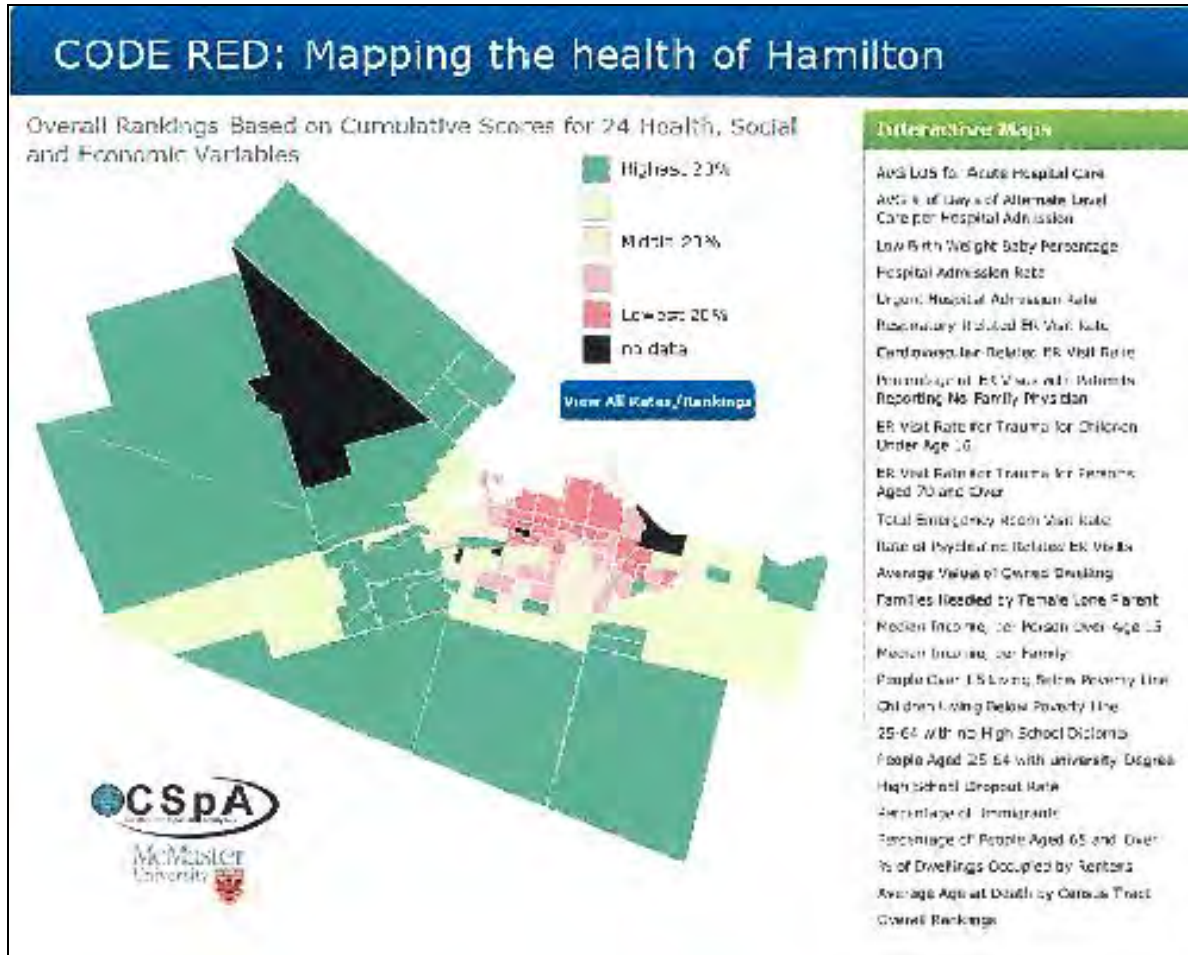 CODE RED: Mapping the health of Hamilton
Overall Rankings Based on Cumulative Scores for 24 Health, Social
and Economic Variables
Highest 20%
Middle 20%
Lowest 20%
no data
View All Rates/Rankings
Interactive Maps
AVG LOS for Acute Hospital Care
AVG # of Days of Alternate Level
Care per Hospital Admission
Low Birth Weight Baby Percentage
Hospital Admission Rate
Urgent Hospital Admission Rate
Respiratory-Related ER Visit Rate
Cardiovascular-Related ER Visit Rate
Percentage of ER Visits with Patients
Reporting No Family Physician
ER Visit Rate for Trauma for Children
Under Age 16
ER Visit Rate for Trauma for Persons
Aged 70 and Over
Total Emergency Room Visit Rate
Rate of Psychiatric Related ER Visits
Average Value of Owned Dwelling
Families Headed by Female Lone Parent
Median Income, per Person Over Age 15
Median Income, per Family
People Over 15 Living Below Poverty Line
Children Living Below Poverty Line
25-64 with no High School Diploma
People Aged 25-64 with university Degree
High School Dropout Rate
Percentage of Immigrants
Percentage of People Aged 65 and Over
% of Dwellings Occupied by Renters
Average Age at Death by Census Tract
Overall Rankings
CSpA
McMaster
University